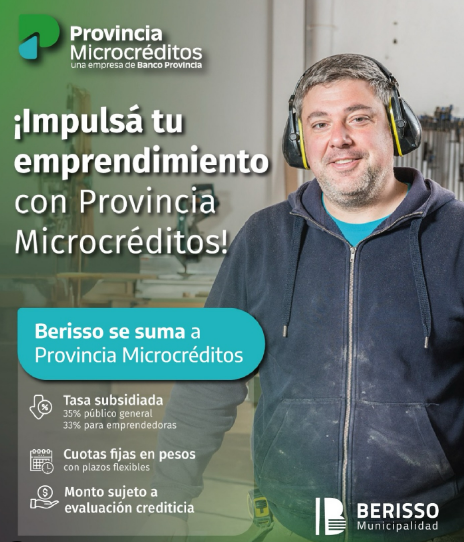 Provincia
Microcréditos
una empresa de Banco Provincia
¡Impulsá tu
emprendimiento
con Provincia
Microcréditos!
Berisso se suma a
Provincia Microcréditos
Tasa subsidiada
35% público general
33% para emprendedoras
Cuotas fijas en pesos
con plazos flexibles
Monto sujeto a
evaluación crediticia
BERISSO
Municipalidad